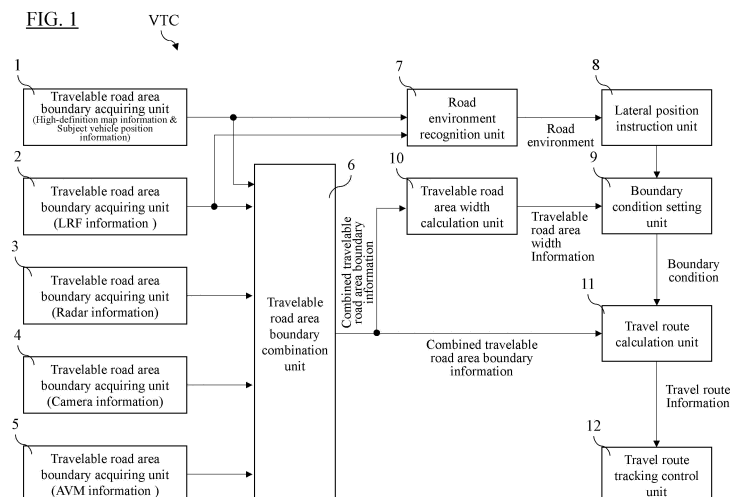 FIG. 1
VTC
1
Travelable road area
boundary acquiring unit
(High-definition map information &
Subject vehicle position
information)
2
Travelable road area
boundary acquiring unit
(LRF information )
3
Travelable road area
boundary acquiring unit
(Radar information)
4
Travelable road area
boundary acquiring unit
(Camera information)
5
Travelable road area
boundary acquiring unit
(AVM information )
6
Travelable
road area
boundary
combination
unit
Combined travelable
road area boundary
information
7
Road
environment
recognition unit
Road
environment
8
Lateral position
instruction unit
10
Travelable road
area width
calculation unit
Travelable
road area
width
Information
9
Boundary
condition setting
unit
Boundary
condition
Combined travelable
road area boundary
information
11
Travel route
calculation unit
Travel route
Information
12
Travel route
tracking control
unit